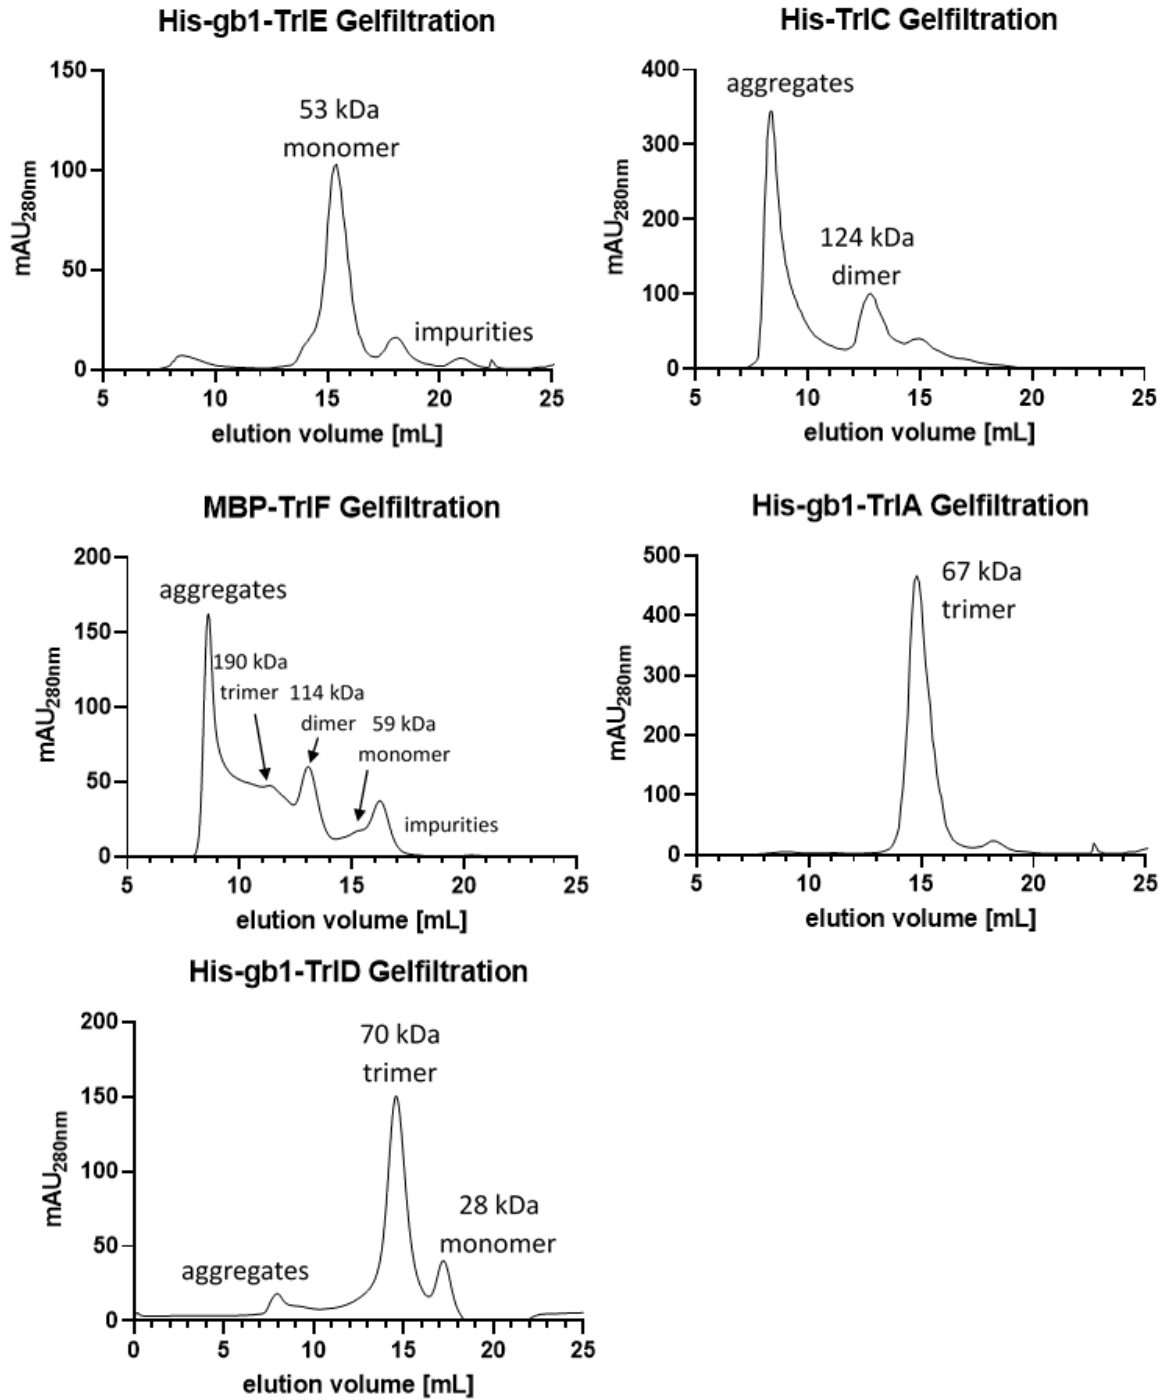 His-gb1-TrlE Gelfiltration
150
100
50
0
mAU280nm
53 kDa
monomer
impurities
5 10 15 20 25
elution volume [mL]
His-TrlC Gelfiltration
400
300
200
100
0
mAU280nm
aggregates
124 kDa
dimer
5 10 15 20 25
elution volume [mL]
MBP-TrlF Gelfiltration
200
150
100
50
0
mAU280nm
aggregates
190 kDa
trimer
114 kDa
dimer
59 kDa
monomer
impurities
5 10 15 20 25
elution volume [mL]
His-gb1-TrlA Gelfiltration
500
400
300
200
100
0
mAU280nm
67 kDa
trimer
5 10 15 20 25
elution volume [mL]
His-gb1-TrlD Gelfiltration
200
150
100
50
0
mAU280nm
70 kDa
trimer
28 kDa
monomer
aggregates
0 5 10 15 20 25
elution volume [mL]